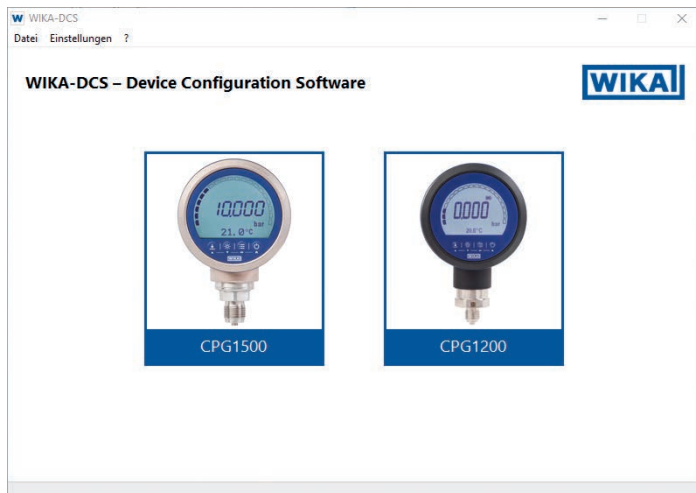 WIKA-DCS
Datei Einstellungen ?
WIKA-DCS – Device Configuration Software
WIKA
10.000
bar
21.0°C
0.000
bar
CPG1500
CPG1200